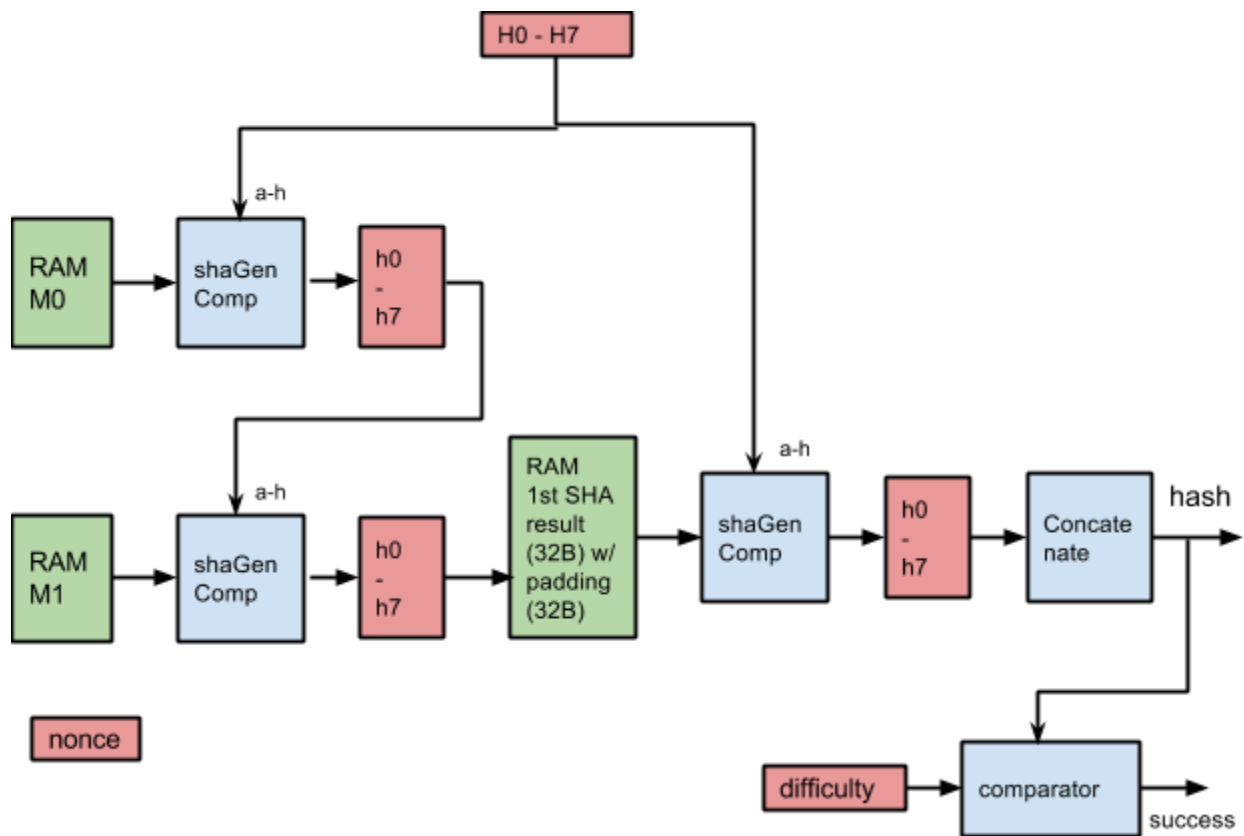 H0 - H7
a-h
RAM
M0
shaGen
Comp
h0
-
h7
a-h
RAM
M1
shaGen
Comp
h0
-
h7
RAM
1st SHA
result
(32B) w/
padding
(32B)
a-h
shaGen
Comp
h0
-
h7
Concate
nate
hash
nonce
difficulty
comparator
success